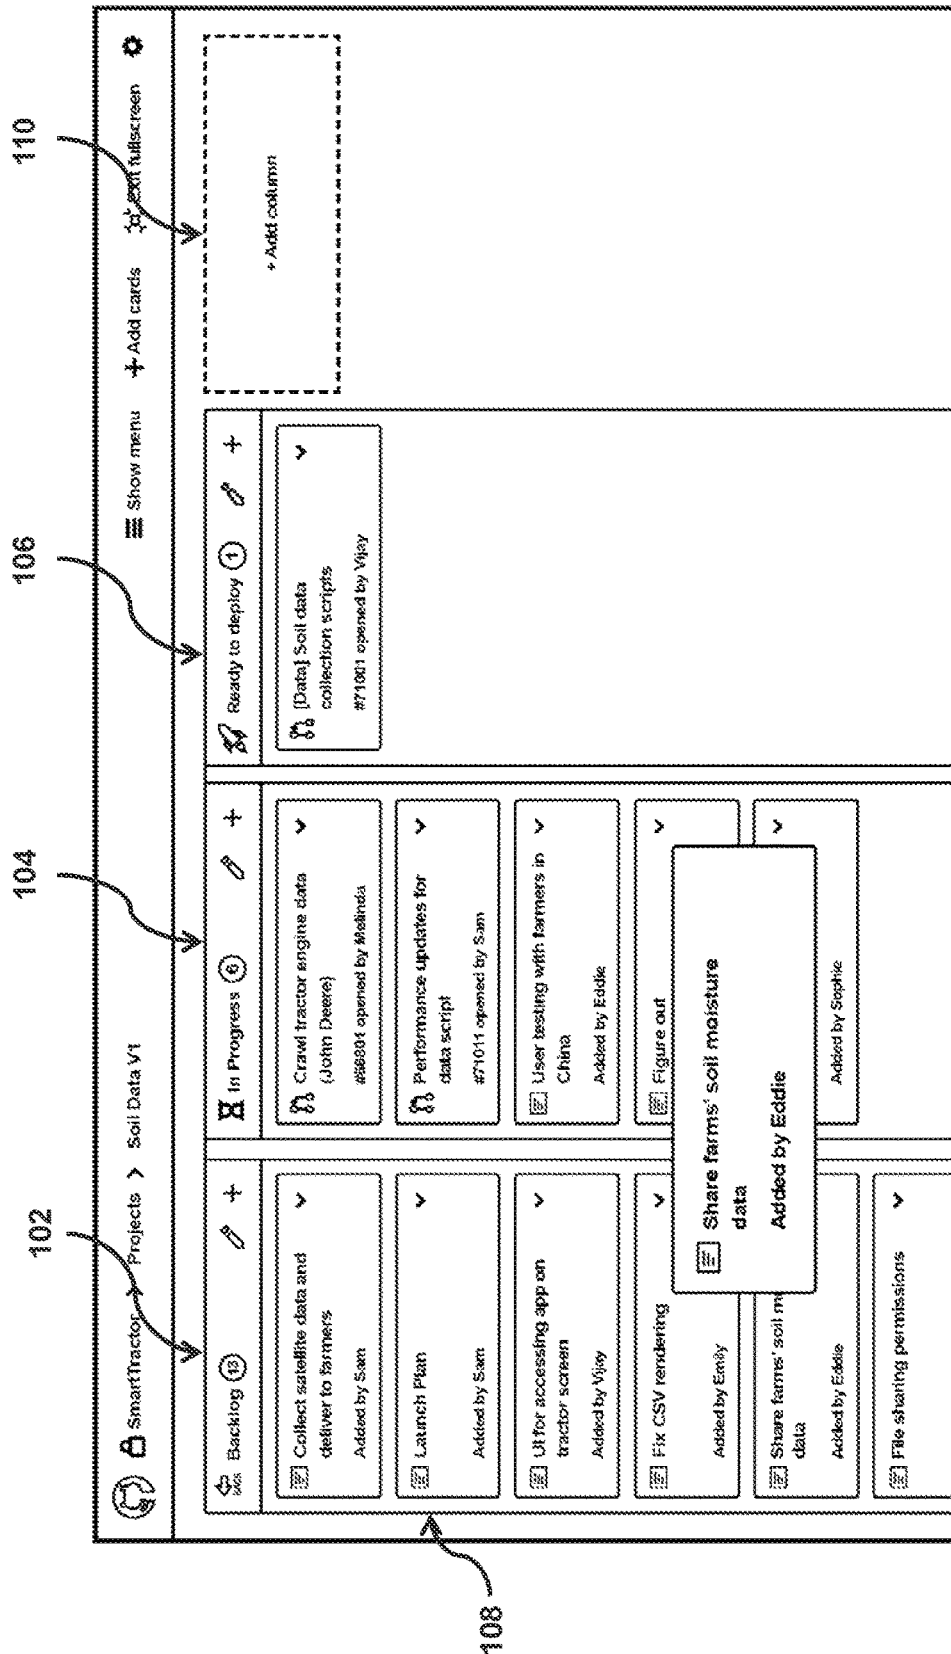 102
104
106
110
SmartTractor > Projects > Soil Data V1
Show menu
+ Add cards
exit fullscreen
108
BACK
Backlog 13
Collect satellite data and
deliver to farmers
Added by Sam
Launch Plan
Added by Sam
UI for accessing app on
tractor screen
Added by Vijay
Fix CSV rendering
Added by Emily
Share farms' soil m
data
Added by Eddie
File sharing permissions
In Progress 6
Crawl tractor engine data
(John Deere)
opened by Melinda
Performance updates for
data script
#71011 opened by Sam
User testing with farmers in
China
Added by Eddie
Figure out
Added by Sophie
Share farms' soil moisture
data
Added by Eddie
Ready to deploy 1
[Data] Soil data
collection scripts
#71001 opened by Vijay
+ Add column